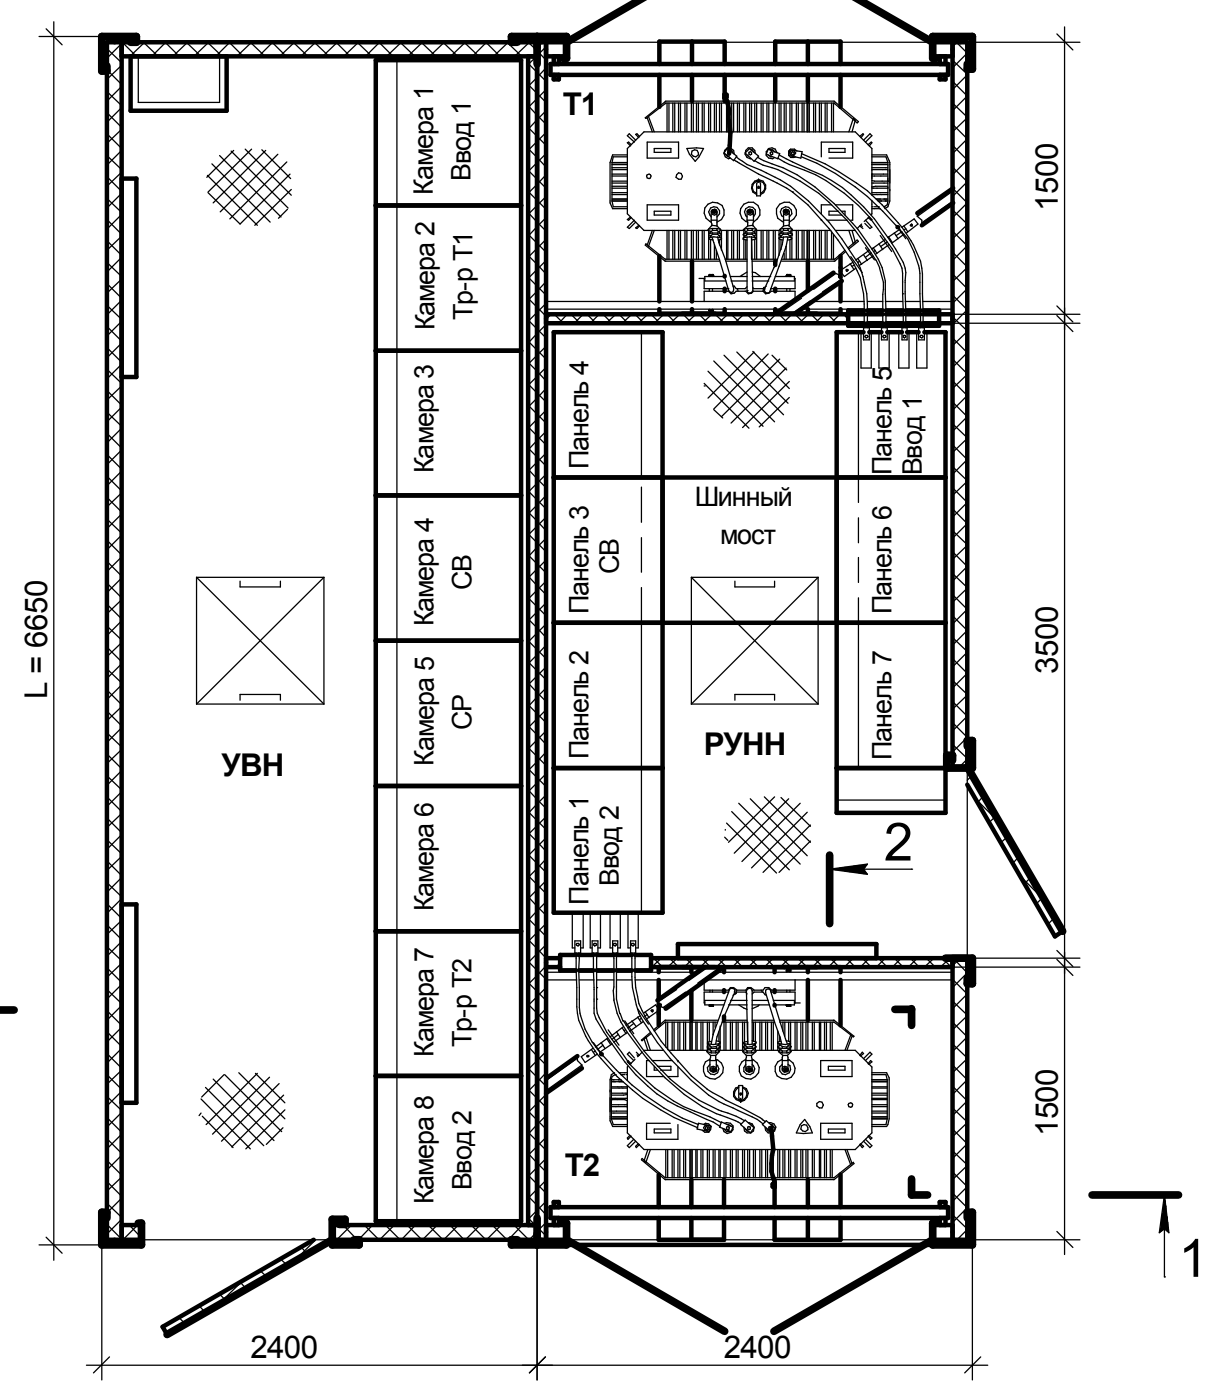 Т1
1500
Камера 1
Ввод 1
Камера 2
Тр-р Т1
Камера 3
Камера 4
СВ
Камера 5
СР
Камера 6
Камера 7
Тр-р Т2
Камера 8
Ввод 2
L = 6650
УВН
Панель 4
Панель 3
СВ
Панель 2
Панель 1
Ввод 2
Шинный
мост
РУНН
Панель 5
Ввод 1
Панель 6
Панель 7
3500
2
Т2
1500
1
2400
2400